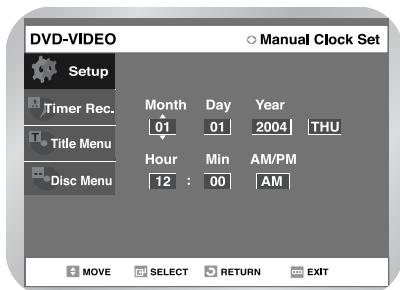 DVD-VIDEO Manual Clock Set
Setup
Timer Rec.
Title Menu
Disc Menu
Month Day Year
01 01 2004 THU
Hour Min AM/PM
12 : 00 AM
MOVE SELECT RETURN EXIT